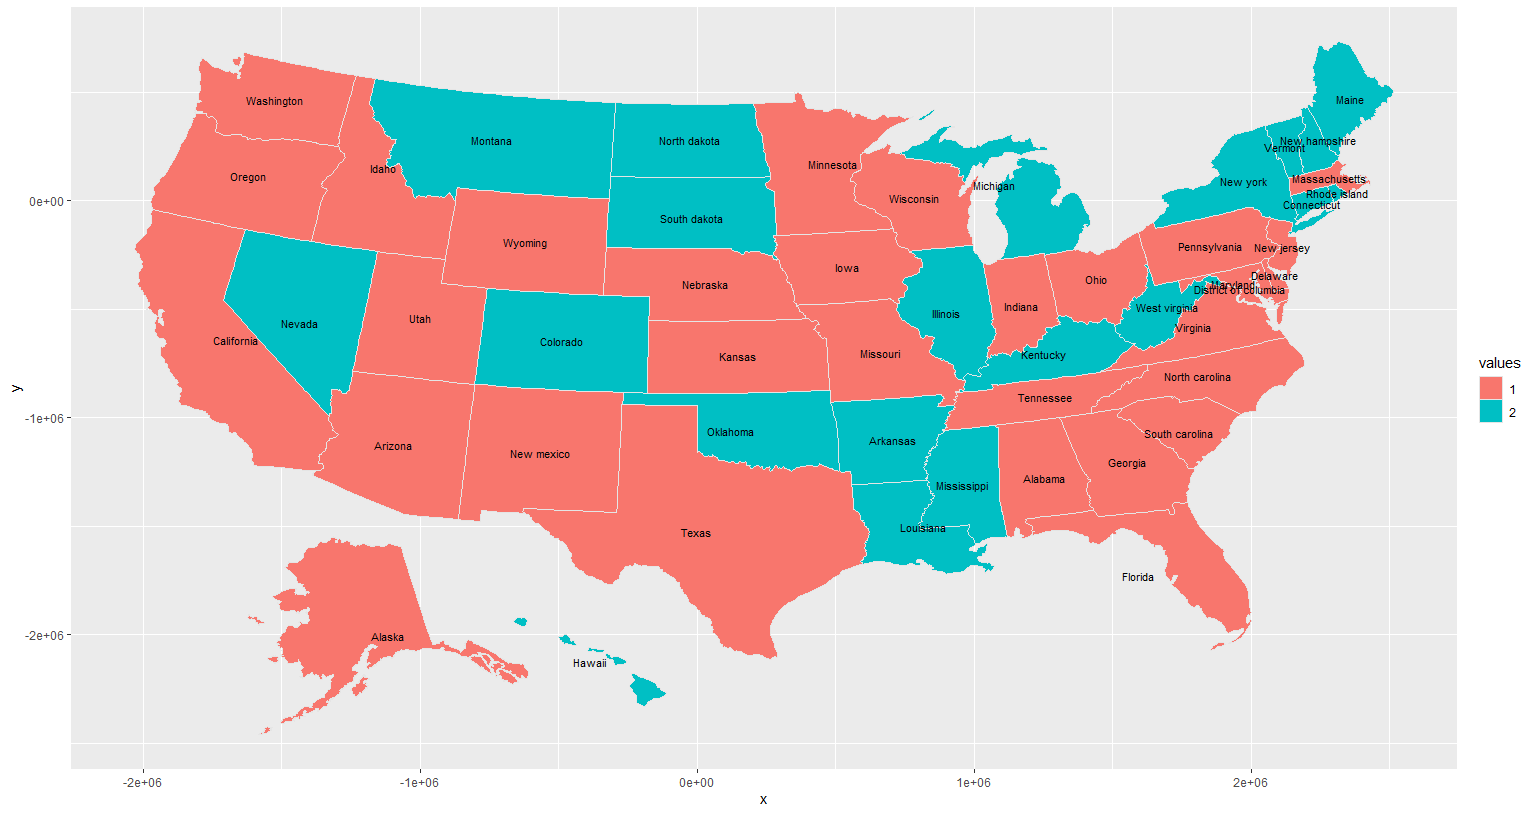 Maine
Washington
Montana
North dakota
New hampshire
Vermont
Minnesota
Idaho
Oregon
Massachusetts
New york
Michigan
Rhode Island
Wisconsin
Connecticut
0e+00
South dakota
Wyoming
Pennsylvania
New jersey
Iowa
Delaware
Ohio
Nebraska
Maryland
District of columbia
Indiana
West virginia
Illinois
Utah
Nevada
Virginia
California
Colorado
Missouri
Kentucky
Kansas
values
1
2
North carolina
y
Tennessee
-1e+06
Oklahoma
South carolina
Arkansas
Arizona
New mexico
Georgia
Alabama
Mississippi
Louisiana
Texas
Florida
-2e+06
Alaska
Hawaii
-2e+06
-1e+06
0e+00
1e+06
2e+06
x